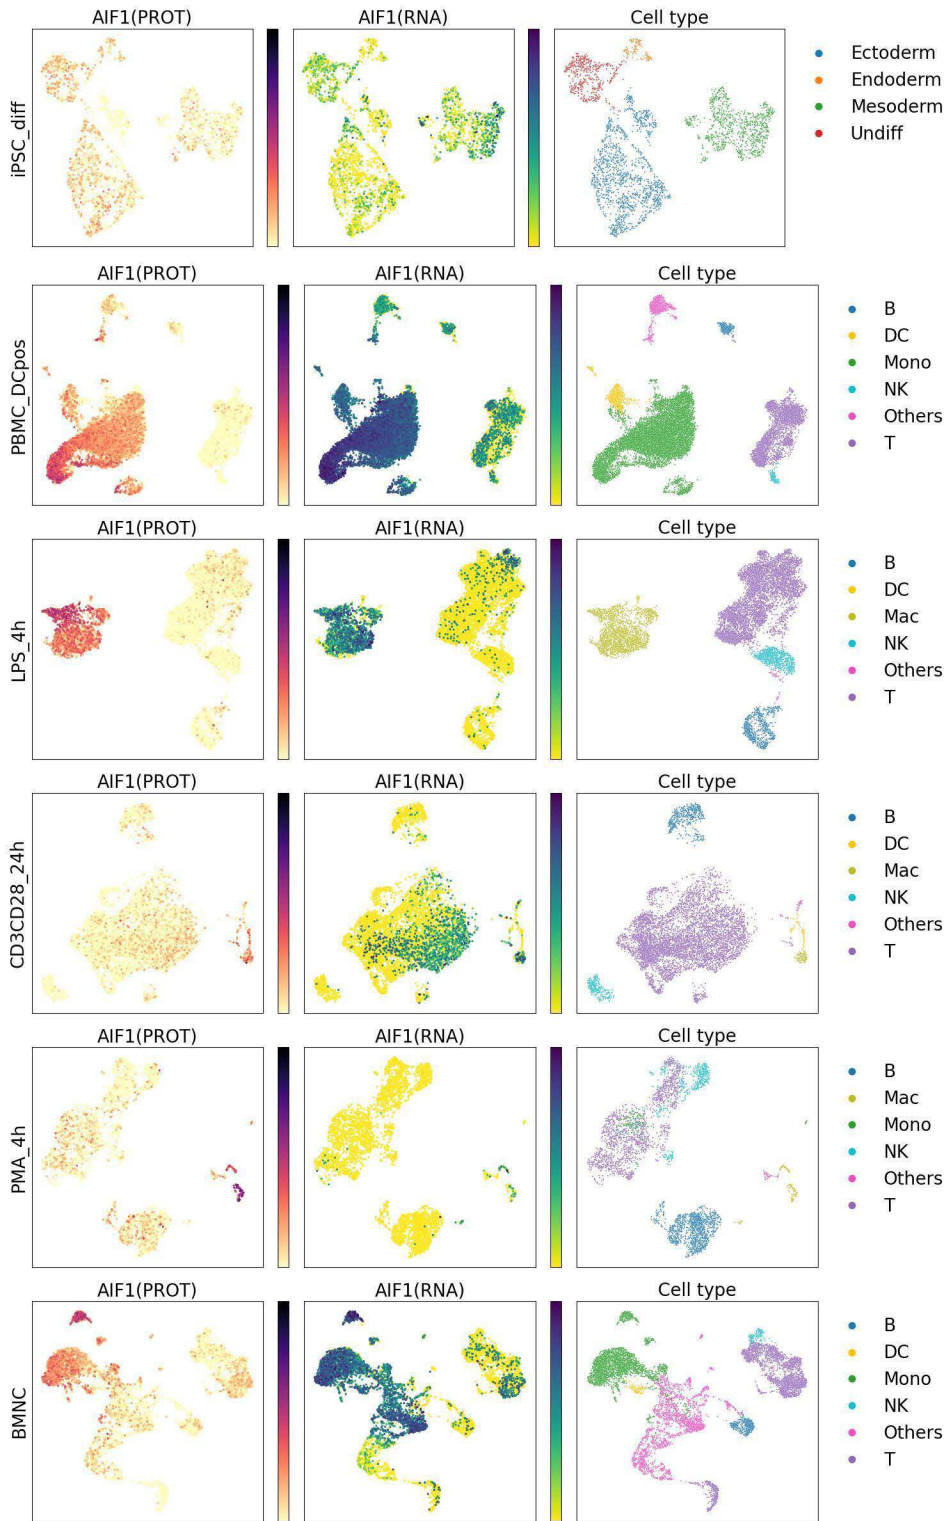 AIF1(PROT) AIF1(RNA) Cell type
iPSC_diff
Ectoderm
Endoderm
Mesoderm
Undiff
AIF1(PROT) AIF1(RNA) Cell type
PBMC_DCpos
B
DC
Mono
NK
Others
T
AIF1(PROT) AIF1(RNA) Cell type
LPS_4h
B
DC
Mac
NK
Others
T
AIF1(PROT) AIF1(RNA) Cell type
CD3CD28_24h
B
DC
Mac
NK
Others
T
AIF1(PROT) AIF1(RNA) Cell type
PMA_4h
B
Mac
Mono
NK
Others
T
AIF1(PROT) AIF1(RNA) Cell type
BMNC
B
DC
Mono
NK
Others
T